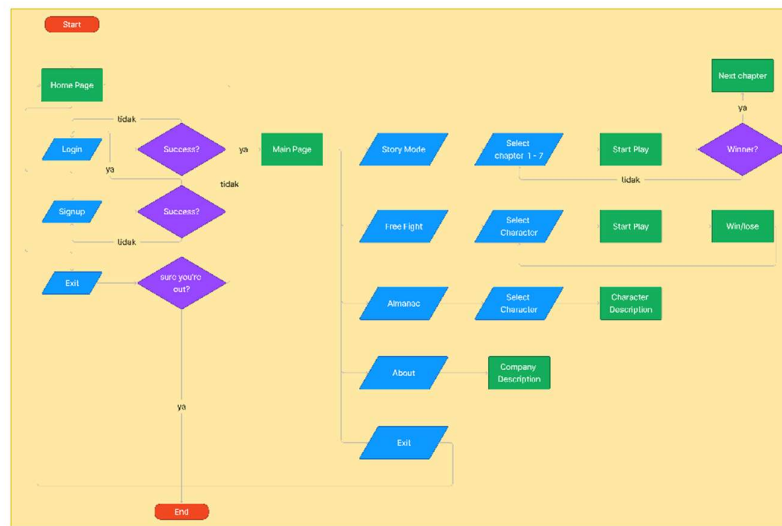 Start
Home Page
Next chapter
ya
tidak
Login
Success?
ya
Main Page
Story Mode
Select
chapter 1 - 7
Start Play
Winner?
ya
tidak
tidak
Signup
Success?
Free Fight
Select
Character
Start Play
Win/lose
tidak
Exit
sure you're
out?
Almanac
Select
Character
Character
Description
About
Company
Description
ya
Exit
End